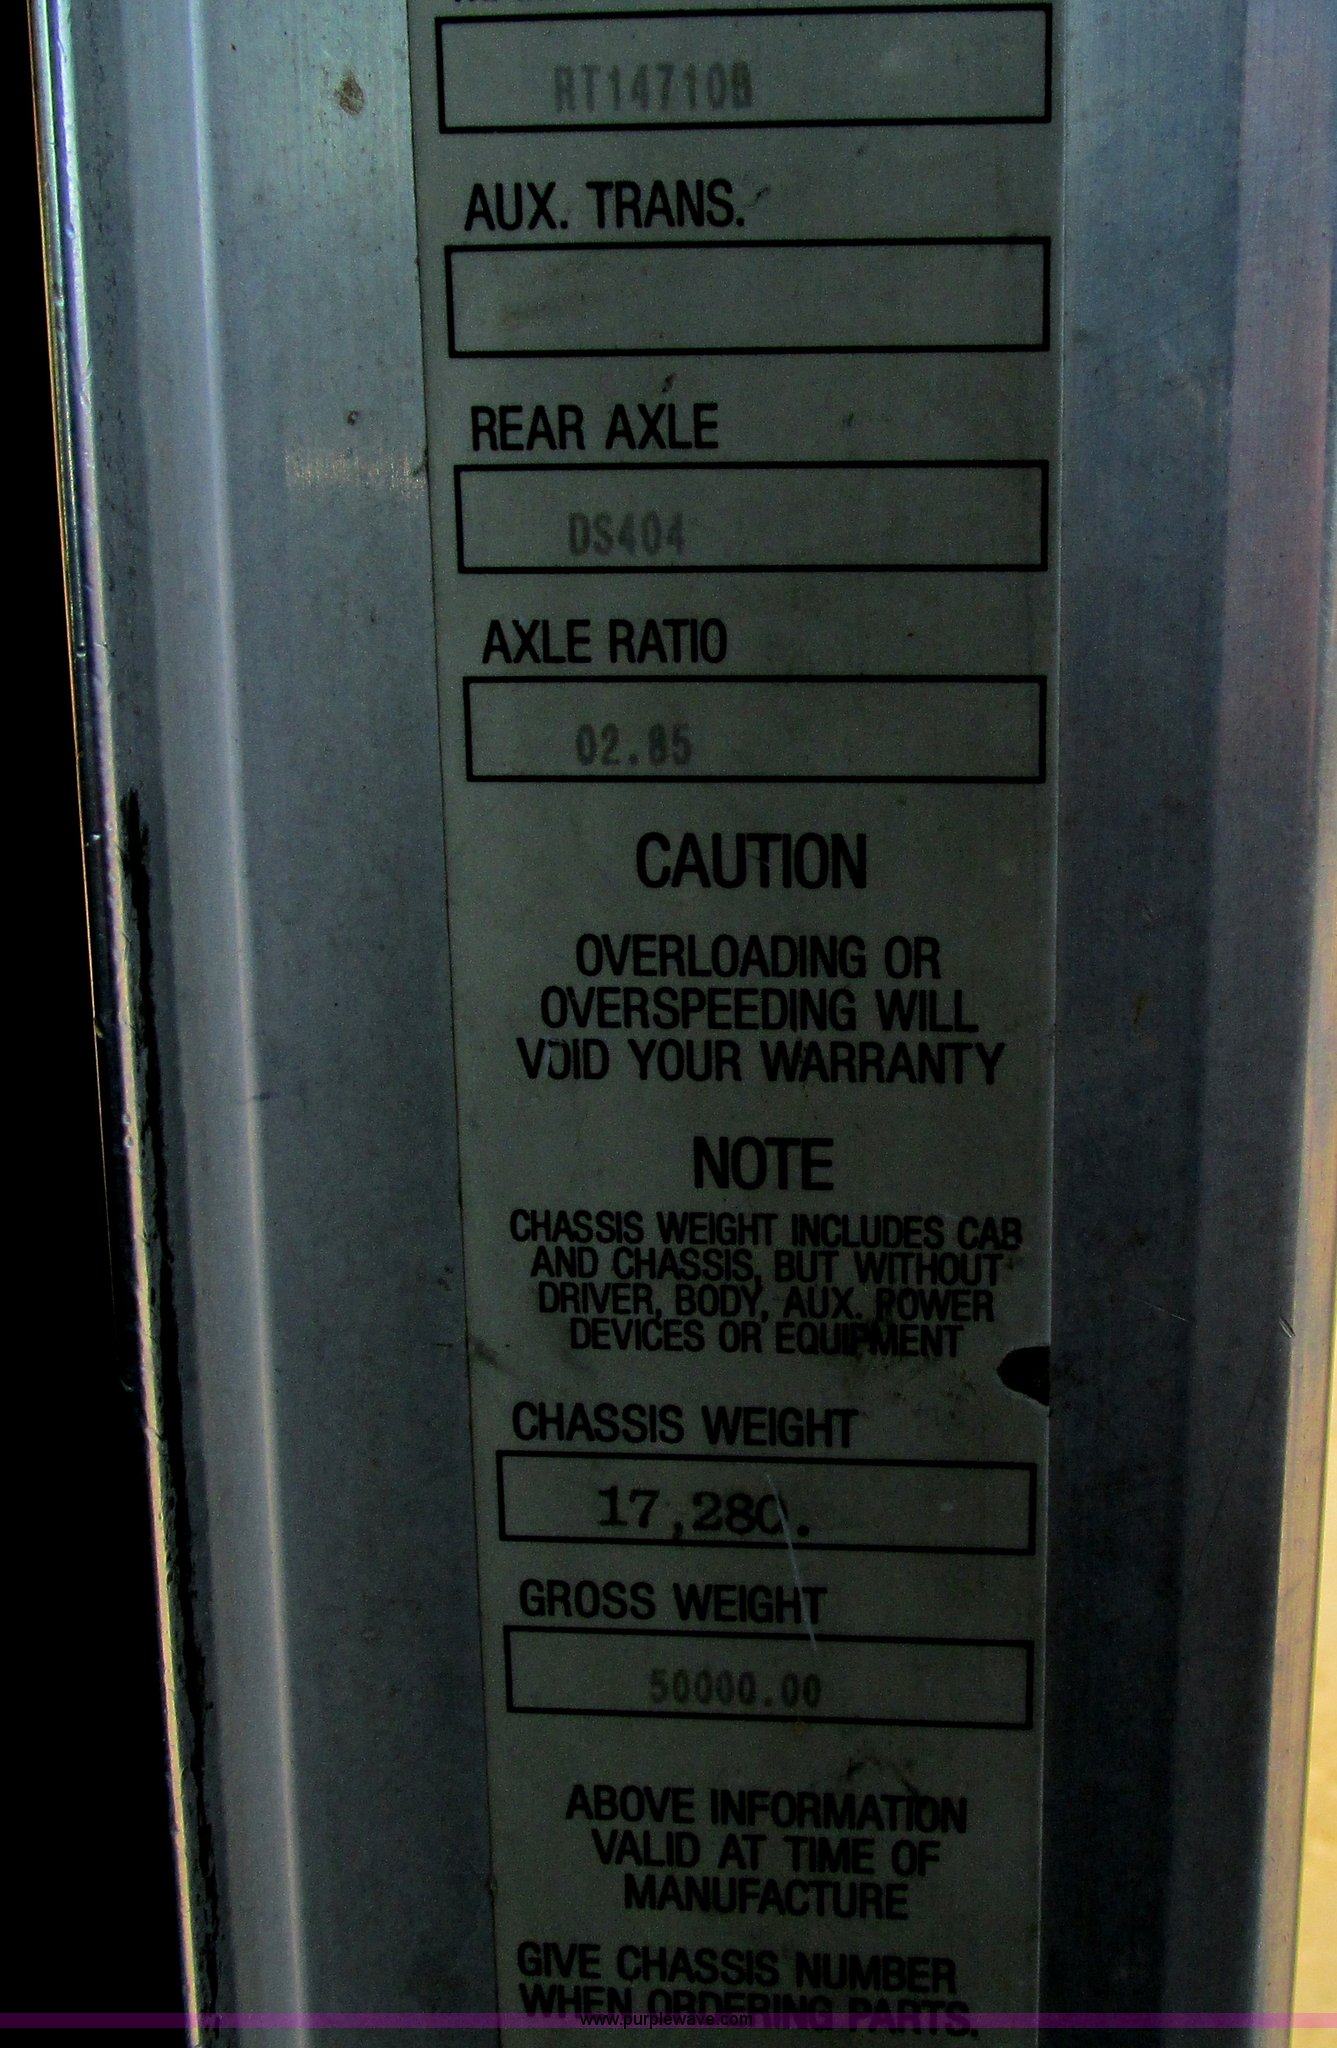 RT14710B
AUX. TRANS.
REAR AXLE
DS404
AXLE RATIO
02.85
CAUTION
OVERLOADING OR
OVERSPEEDING WILL
VOID YOUR WARRANTY
NOTE
CHASSIS WEIGHT INCLUDES CAB
AND CHASSIS, BUT WITHOUT
DRIVER, BODY, AUX. POWER
DEVICES OR EQUIPMENT
CHASSIS WEIGHT
17,280.
GROSS WEIGHT
50000.00
ABOVE INFORMATION
VALID AT TIME OF
MANUFACTURE
GIVE CHASSIS NUMBER
WHEN ORDERING PARTS.
www.purplewave.com